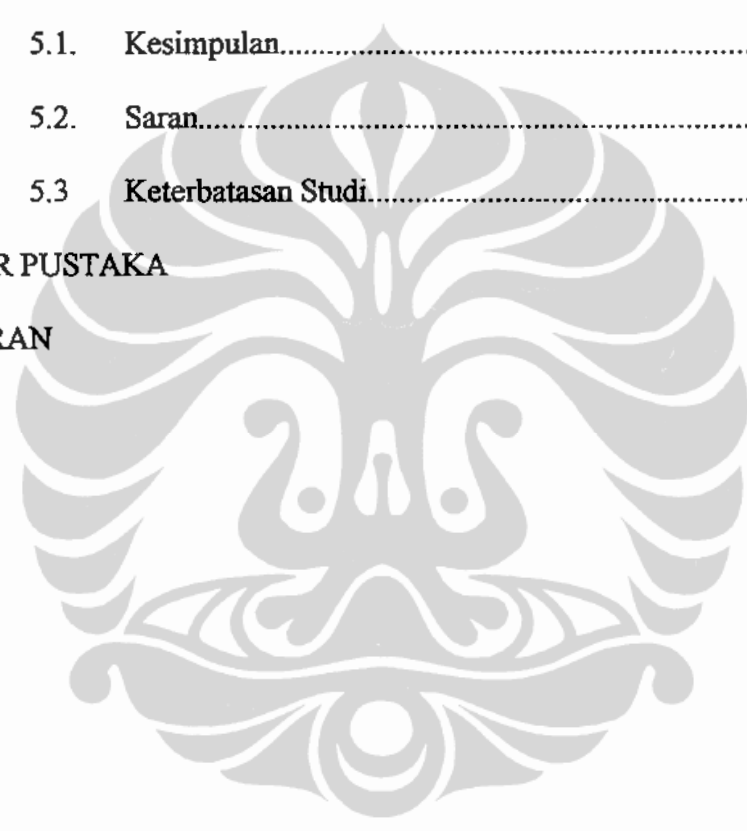 5.1. Kesimpulan..........................................................................
5.2. Saran..........................................................................
5.3 Keterbatasan Studi..........................................................................
R PUSTAKA
RAN